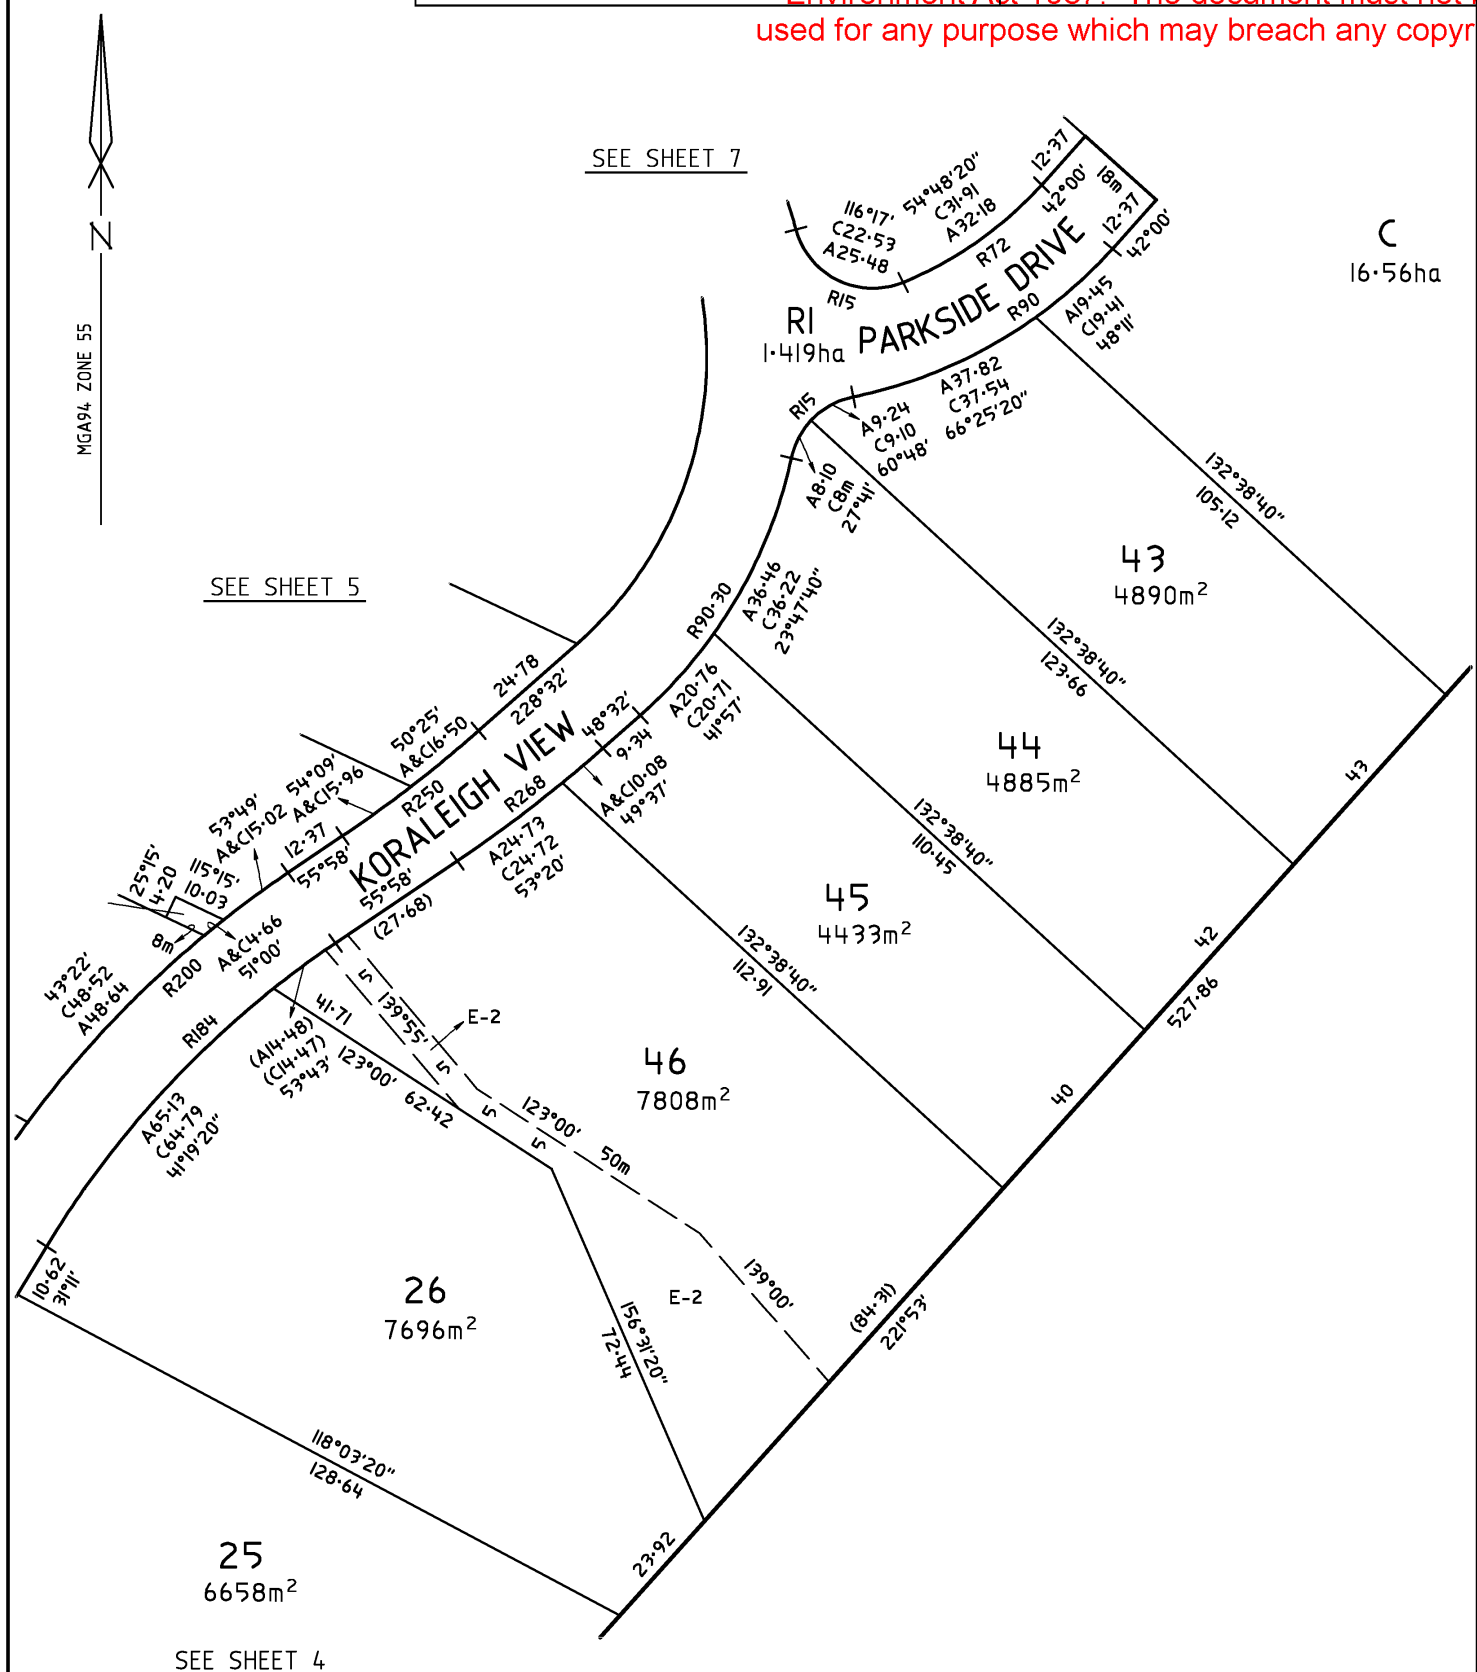 used for any purpose which may breach any copyr
N
MGA94 ZONE 55
SEE SHEET 7
SEE SHEET 5
12·37
42°00'
18m
12·37
42°00'
54°48'20"
C31·91
A32·18
116°17'
C22·53
A25·48
R72
R15
PARKSIDE DRIVE
R90
R1
1·419ha
C
16·56ha
A19·45
C19·41
48°11'
A37·82
C37·54
66°25'20"
R15
A9·24
C9·10
60°48'
A8·10
C8m
27°41'
132°38'40"
105·12
43
4890m²
R90·30
A36·46
C36·22
23°47'40"
132°38'40"
123·66
44
4885m²
A20·76
C20·71
41°57'
24·78
228°32'
48°32'
9·34
50°25'
A&C16·50
KORALEIGH VIEW
R250
R268
A&C10·08
49°37'
54°09'
A&C15·96
53°49'
A&C15·02
12·37
55°58'
55°58'
(27·68)
A24·73
C24·72
53°20'
132°38'40"
110·45
45
4433m²
115°15'
10·03
25°15'
4·20
8m
A&C4·66
51°00'
R200
43°22'
C48·52
A48·64
R184
132°38'40"
112·91
43
42
527·86
40
5
139°55'
5
E-2
41·71
(A14·48)
(C14·47)
53°43'
123°00'
62·42
5
5
123°00'
50m
46
7808m²
A65·13
C64·79
41°19'20"
10·62
31°11'
26
7696m²
E-2
139°00'
(84·31)
221°53'
156°31'20"
72·44
118°03'20"
128·64
23·92
25
6658m²
SEE SHEET 4